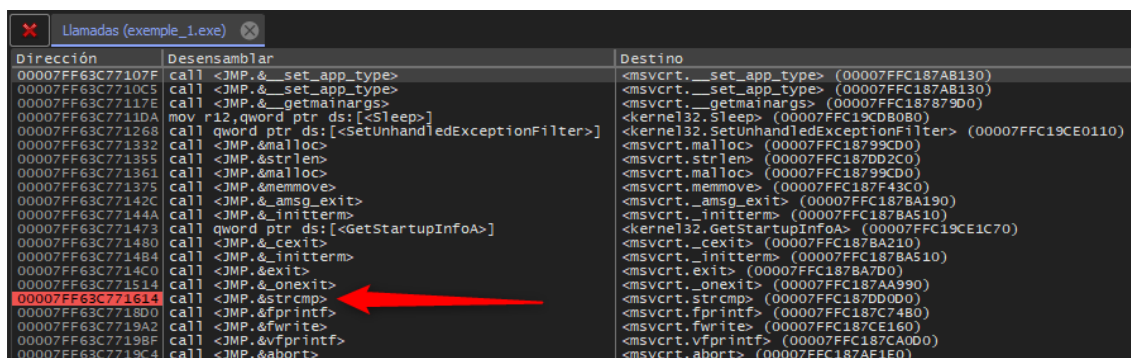 Llamadas (exemple_1.exe)
Dirección Desensamblar Destino
00007FF63C77107F call <JMP.&__set_app_type> <msvcrt.__set_app_type> (00007FFC187AB130)
00007FF63C7710C5 call <JMP.&__set_app_type> <msvcrt.__set_app_type> (00007FFC187AB130)
00007FF63C77117E call <JMP.&__getmainargs> <msvcrt.__getmainargs> (00007FFC187879D0)
00007FF63C7711DA mov r12,qword ptr ds:[<Sleep>] <kernel32.Sleep> (00007FFC19CDB0B0)
00007FF63C771268 call qword ptr ds:[<SetUnhandledExceptionFilter>] <kernel32.SetUnhandledExceptionFilter> (00007FFC19CE0110)
00007FF63C771332 call <JMP.&malloc> <msvcrt.malloc> (00007FFC18799CD0)
00007FF63C771355 call <JMP.&strlen> <msvcrt.strlen> (00007FFC187DD2C0)
00007FF63C771361 call <JMP.&malloc> <msvcrt.malloc> (00007FFC18799CD0)
00007FF63C771375 call <JMP.&memmove> <msvcrt.memmove> (00007FFC187F43C0)
00007FF63C77142C call <JMP.&_amsg_exit> <msvcrt._amsg_exit> (00007FFC187BA190)
00007FF63C77144A call <JMP.&_initterm> <msvcrt._initterm> (00007FFC187BA510)
00007FF63C771473 call qword ptr ds:[<GetStartupInfoA>] <kernel32.GetStartupInfoA> (00007FFC19CE1C70)
00007FF63C771480 call <JMP.&_cexit> <msvcrt._cexit> (00007FFC187BA210)
00007FF63C7714B4 call <JMP.&_initterm> <msvcrt._initterm> (00007FFC187BA510)
00007FF63C7714C0 call <JMP.&exit> <msvcrt.exit> (00007FFC187BA7D0)
00007FF63C771514 call <JMP.&_onexit> <msvcrt._onexit> (00007FFC187AA990)
00007FF63C771614 call <JMP.&strcmp> <msvcrt.strcmp> (00007FFC187DD0D0)
00007FF63C7718D0 call <JMP.&fprintf> <msvcrt.fprintf> (00007FFC187C74B0)
00007FF63C7719A2 call <JMP.&fwrite> <msvcrt.fwrite> (00007FFC187CE160)
00007FF63C7719BF call <JMP.&vfprintf> <msvcrt.vfprintf> (00007FFC187CA0D0)
00007FF63C7719C4 call <JMP.&abort> <msvcrt.abort> (00007FFC187AF1E0)